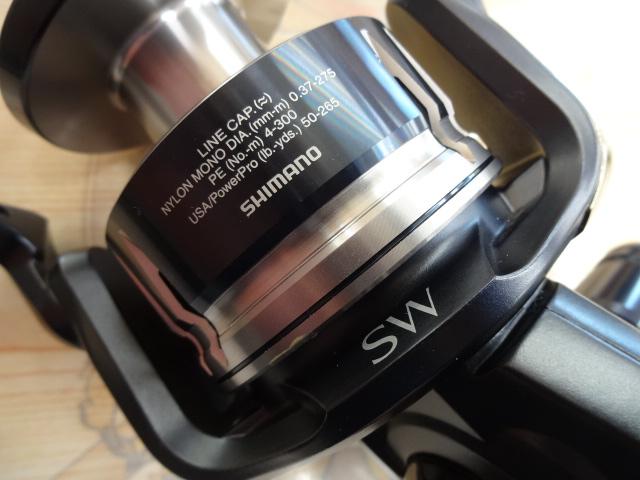 LINE CAP.(≈)
NYLON MONO DIA.(mm-m) 0.37-275
PE (No.-m) 4-300
USA/PowerPro (lb.-yds.) 50-265
SHIMANO
SW